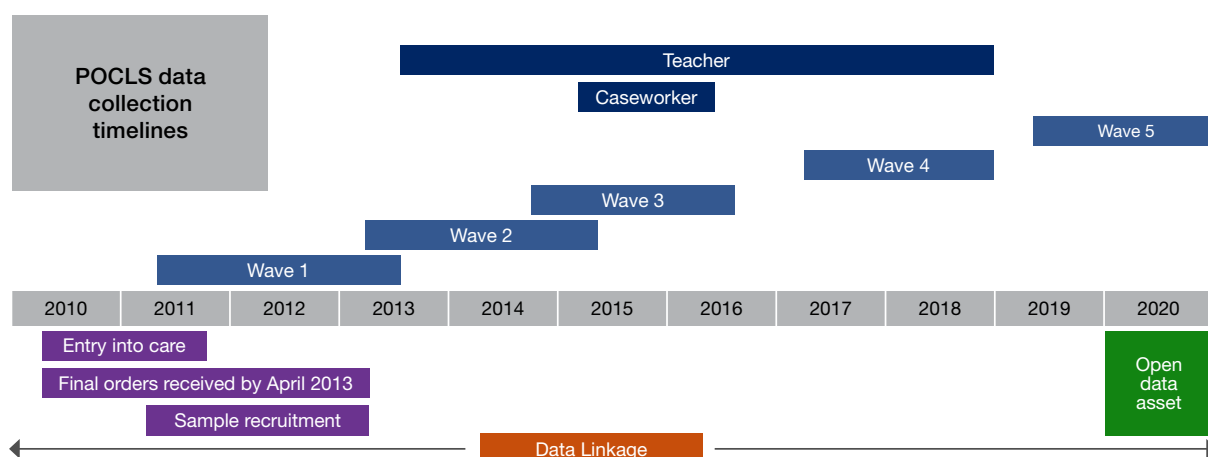 POCLS data
collection
timelines
Teacher
Caseworker
Wave 5
Wave 4
Wave 3
Wave 2
Wave 1
2010 2011 2012 2013 2014 2015 2016 2017 2018 2019 2020
Entry into care
Final orders received by April 2013
Sample recruitment
Open
data
asset
Data Linkage